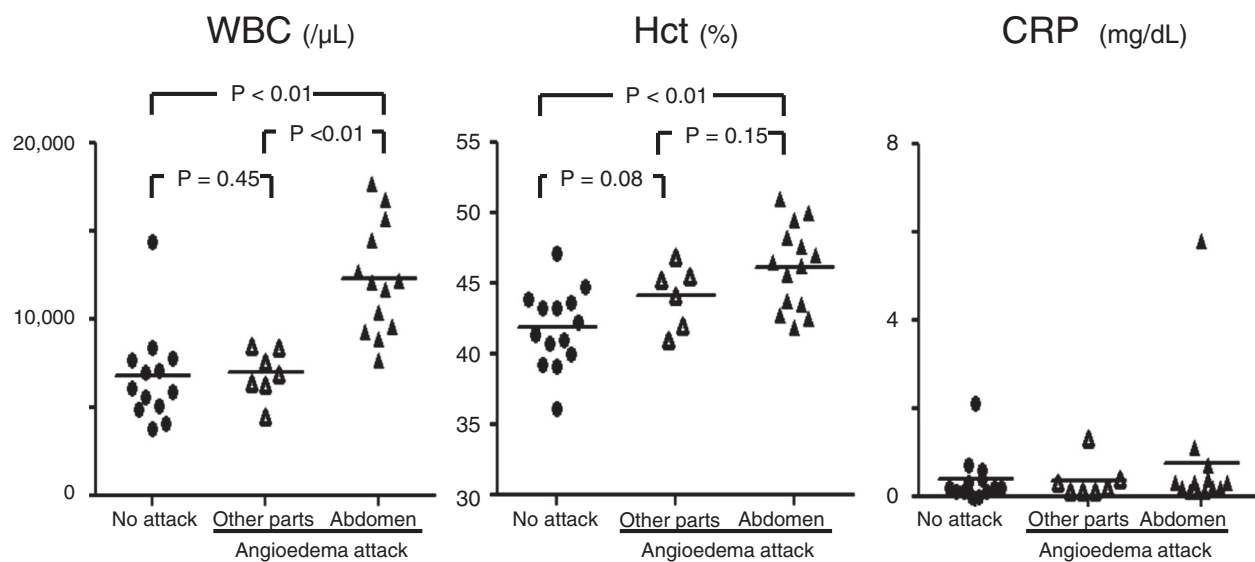 WBC (/µL)
P < 0.01
P <0.01
P = 0.45
20,000
10,000
0
No attack
Other parts
Abdomen
Angioedema attack
Hct (%)
P < 0.01
P = 0.15
P = 0.08
55
50
45
40
35
30
No attack
Other parts
Abdomen
Angioedema attack
CRP (mg/dL)
8
4
0
No attack
Other parts
Abdomen
Angioedema attack